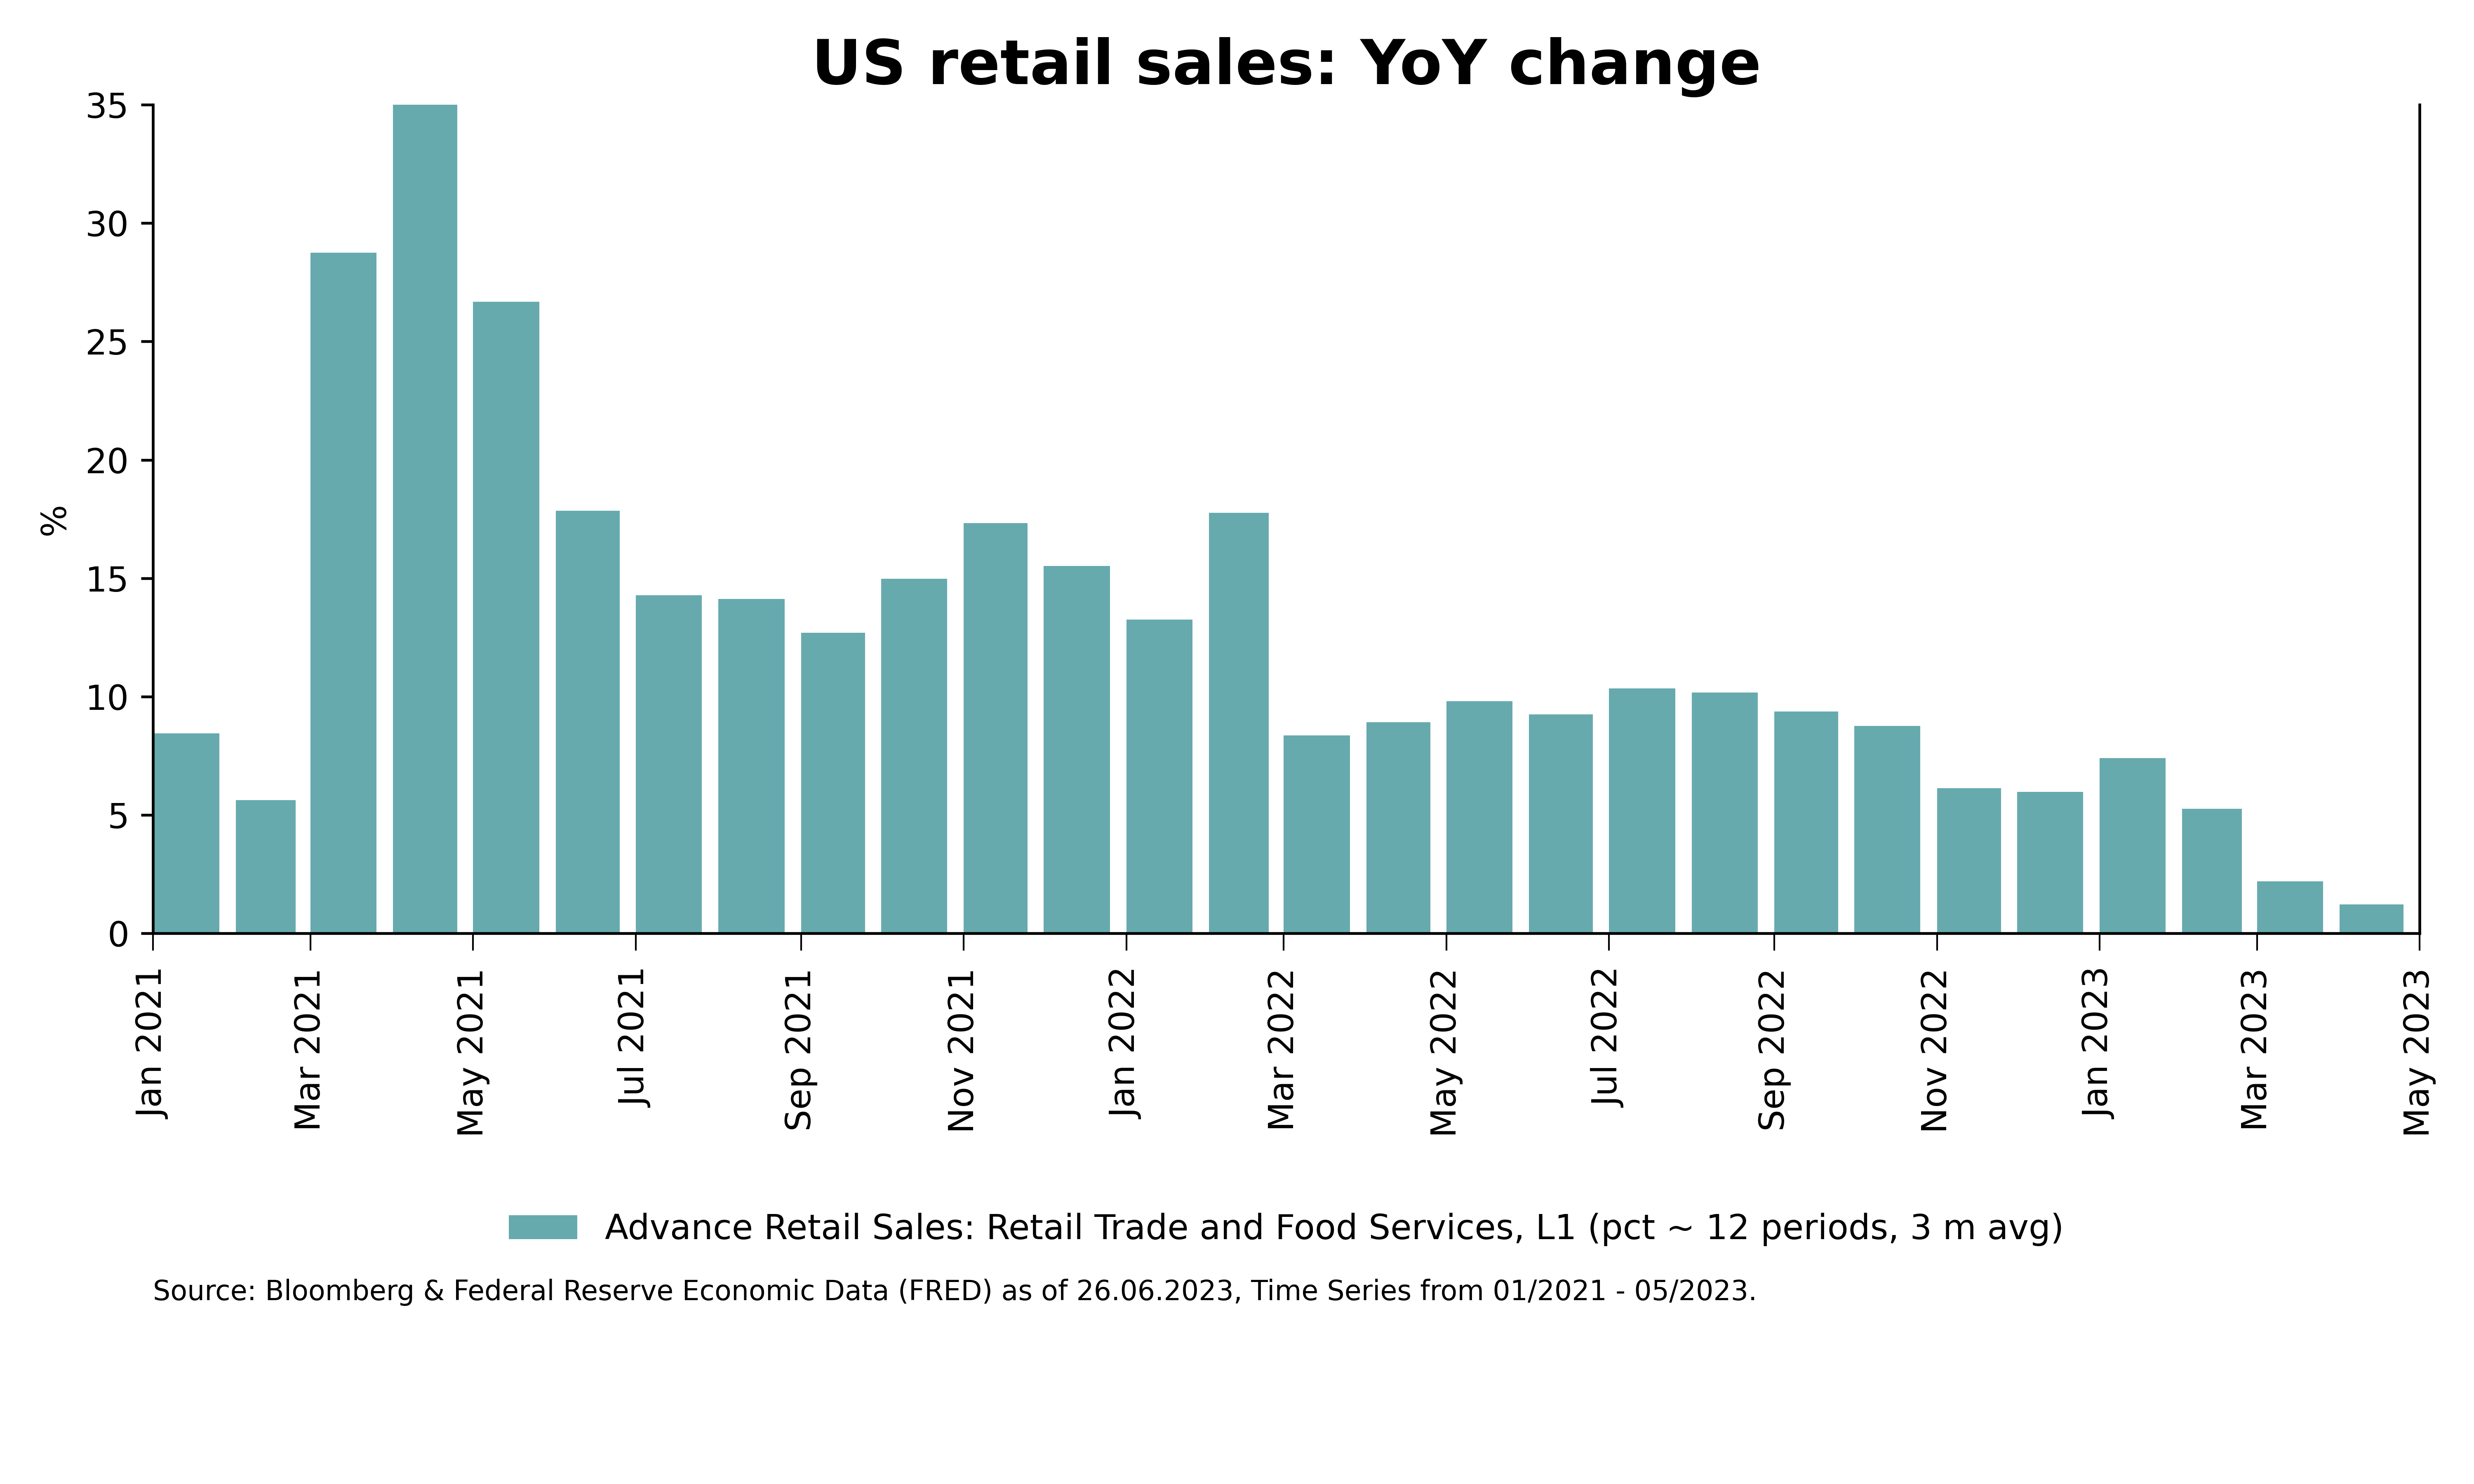 US retail sales: YoY change
35
30
25
20
15
10
5
0
%
Jan 2021
Mar 2021
May 2021
Jul 2021
Sep 2021
Nov 2021
Jan 2022
Mar 2022
May 2022
Jul 2022
Sep 2022
Nov 2022
Jan 2023
Mar 2023
May 2023
Advance Retail Sales: Retail Trade and Food Services, L1 (pct ~ 12 periods, 3 m avg)
Source: Bloomberg & Federal Reserve Economic Data (FRED) as of 26.06.2023, Time Series from 01/2021 - 05/2023.